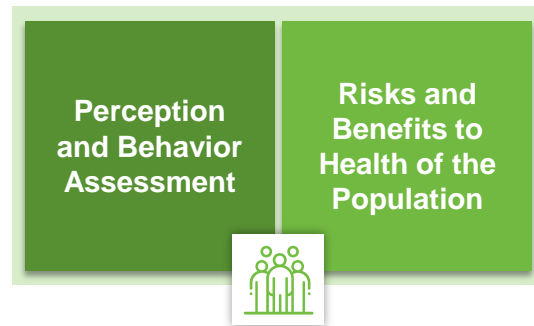 Perception
and Behavior
Assessment
Risks and
Benefits to
Health of the
Population